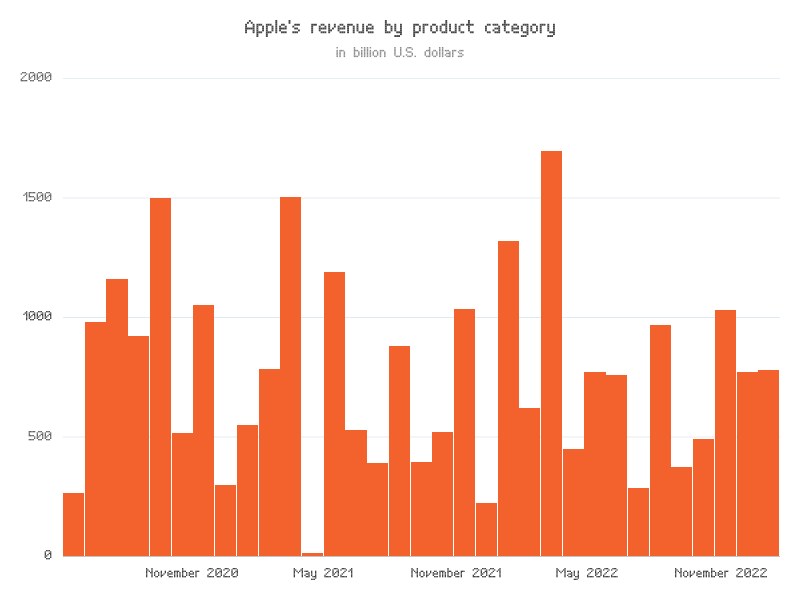 Apple's revenue by product category
in billion U.S. dollars
2000
1500
1000
500
0
November 2020 May 2021 November 2021 May 2022 November 2022